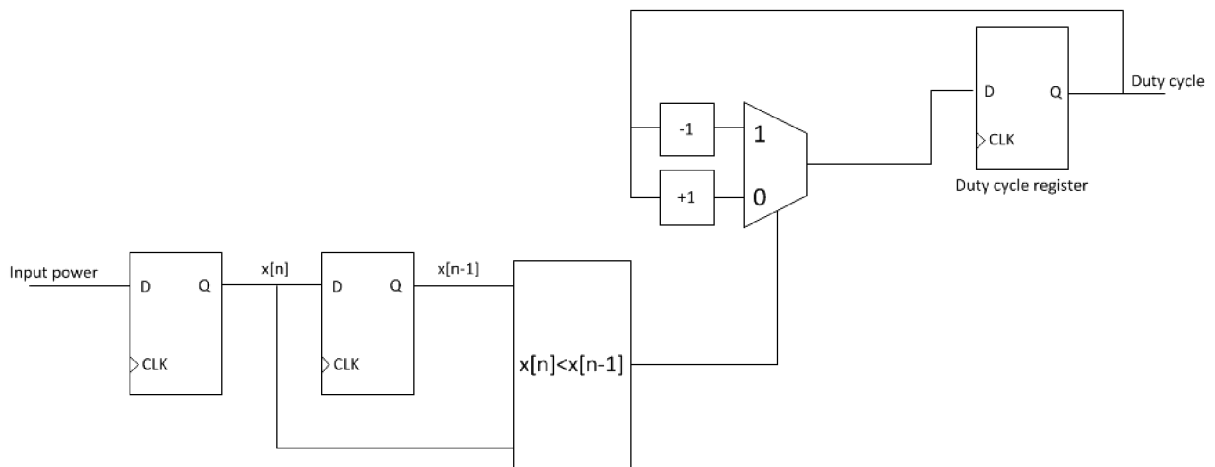 Duty cycle
D
Q
CLK
Duty cycle register
-1
1
+1
0
Input power
D
Q
CLK
x[n]
D
Q
CLK
x[n-1]
x[n]<x[n-1]